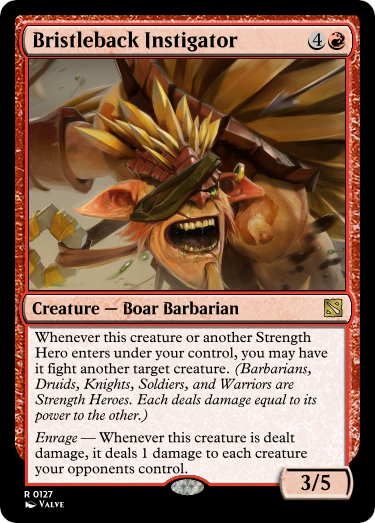 Bristleback Instigator 4
Creature — Boar Barbarian
Whenever this creature or another Strength
Hero enters under your control, you may have
it fight another target creature. (Barbarians,
Druids, Knights, Soldiers, and Warriors are
Strength Heroes. Each deals damage equal to its
power to the other.)
Enrage — Whenever this creature is dealt
damage, it deals 1 damage to each creature
your opponents control.
3/5
R 0127
Valve